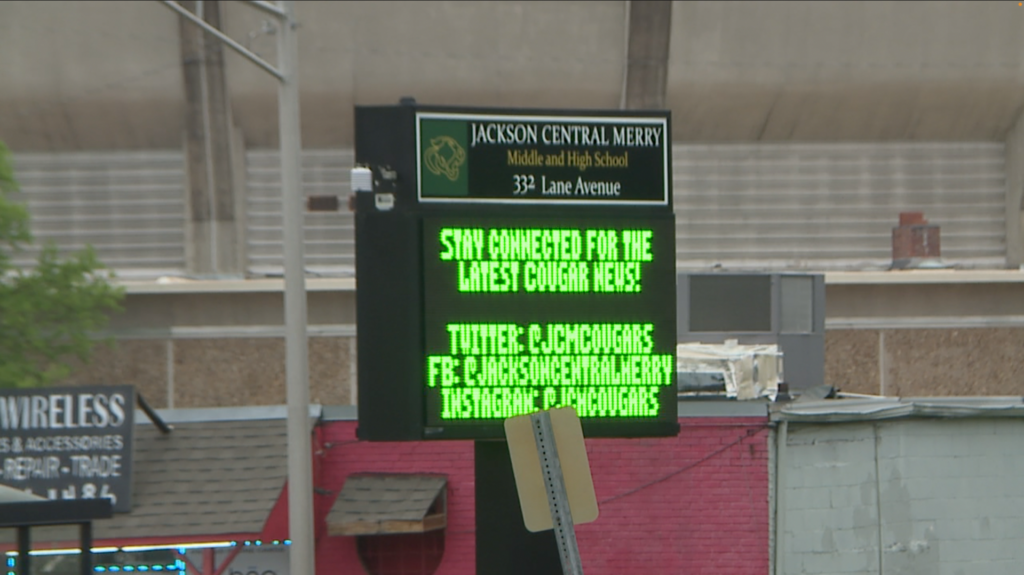 JACKSON CENTRAL MERRY
Middle and High School
332 Lane Avenue
STAY CONNECTED FOR THE
LATEST COUGAR NEWS!
TWITTER: @JCMCOUGARS
FB: @JACKSONCENTRALMERRY
INSTAGRAM: @JCMCOUGARS
WIRELESS
S & ACCESSORIES
-REPAIR - TRADE